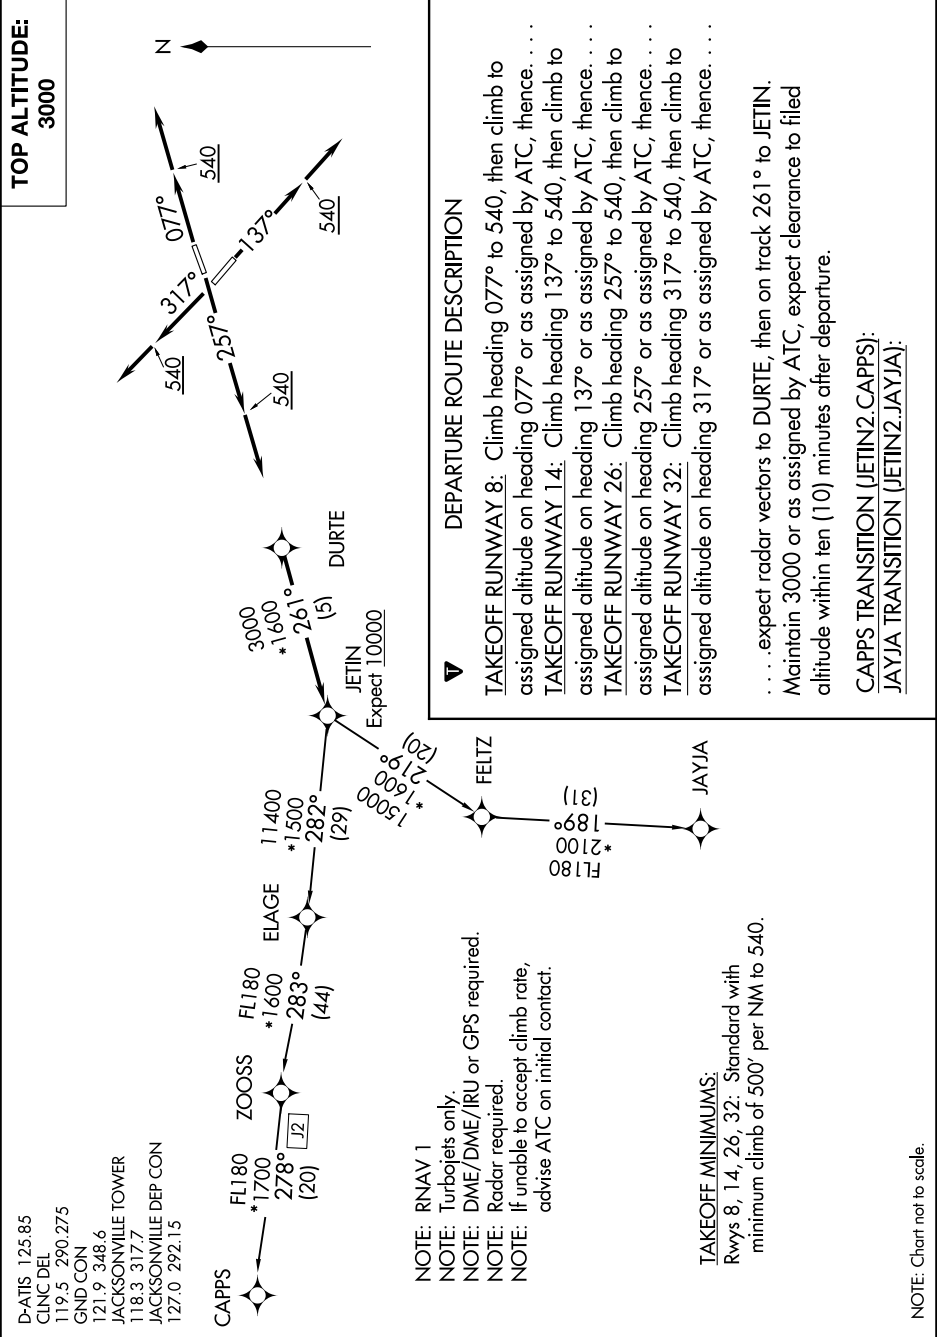 TOP ALTITUDE:
3000
D-ATIS 125.85
CLNC DEL
119.5 290.275
GND CON
121.9 348.6
JACKSONVILLE TOWER
118.3 317.7
JACKSONVILLE DEP CON
127.0 292.15
N
077°
540
137°
540
317°
540
257°
540
DURTE
3000
*1600
261°
(5)
JETIN
Expect 10000
11400
*1500
282°
(29)
ELAGE
FL180
*1600
283°
(44)
ZOOSS
FL180
*1700
278°
(20)
J2
CAPPS
15000
*1600
219°
(20)
FELTZ
FL180
*2100
189°
(31)
JAYJA
NOTE: RNAV 1
NOTE: Turbojets only.
NOTE: DME/DME/IRU or GPS required.
NOTE: Radar required.
NOTE: If unable to accept climb rate,
advise ATC on initial contact.
TAKEOFF MINIMUMS:
Rwys 8, 14, 26, 32: Standard with
minimum climb of 500' per NM to 540.
NOTE: Chart not to scale.
T
DEPARTURE ROUTE DESCRIPTION
TAKEOFF RUNWAY 8: Climb heading 077° to 540, then climb to
assigned altitude on heading 077° or as assigned by ATC, thence. . . .
TAKEOFF RUNWAY 14: Climb heading 137° to 540, then climb to
assigned altitude on heading 137° or as assigned by ATC, thence. . . .
TAKEOFF RUNWAY 26: Climb heading 257° to 540, then climb to
assigned altitude on heading 257° or as assigned by ATC, thence. . . .
TAKEOFF RUNWAY 32: Climb heading 317° to 540, then climb to
assigned altitude on heading 317° or as assigned by ATC, thence. . . .
. . . .expect radar vectors to DURTE, then on track 261° to JETIN.
Maintain 3000 or as assigned by ATC, expect clearance to filed
altitude within ten (10) minutes after departure.
CAPPS TRANSITION (JETIN2.CAPPS):
JAYJA TRANSITION (JETIN2.JAYJA):